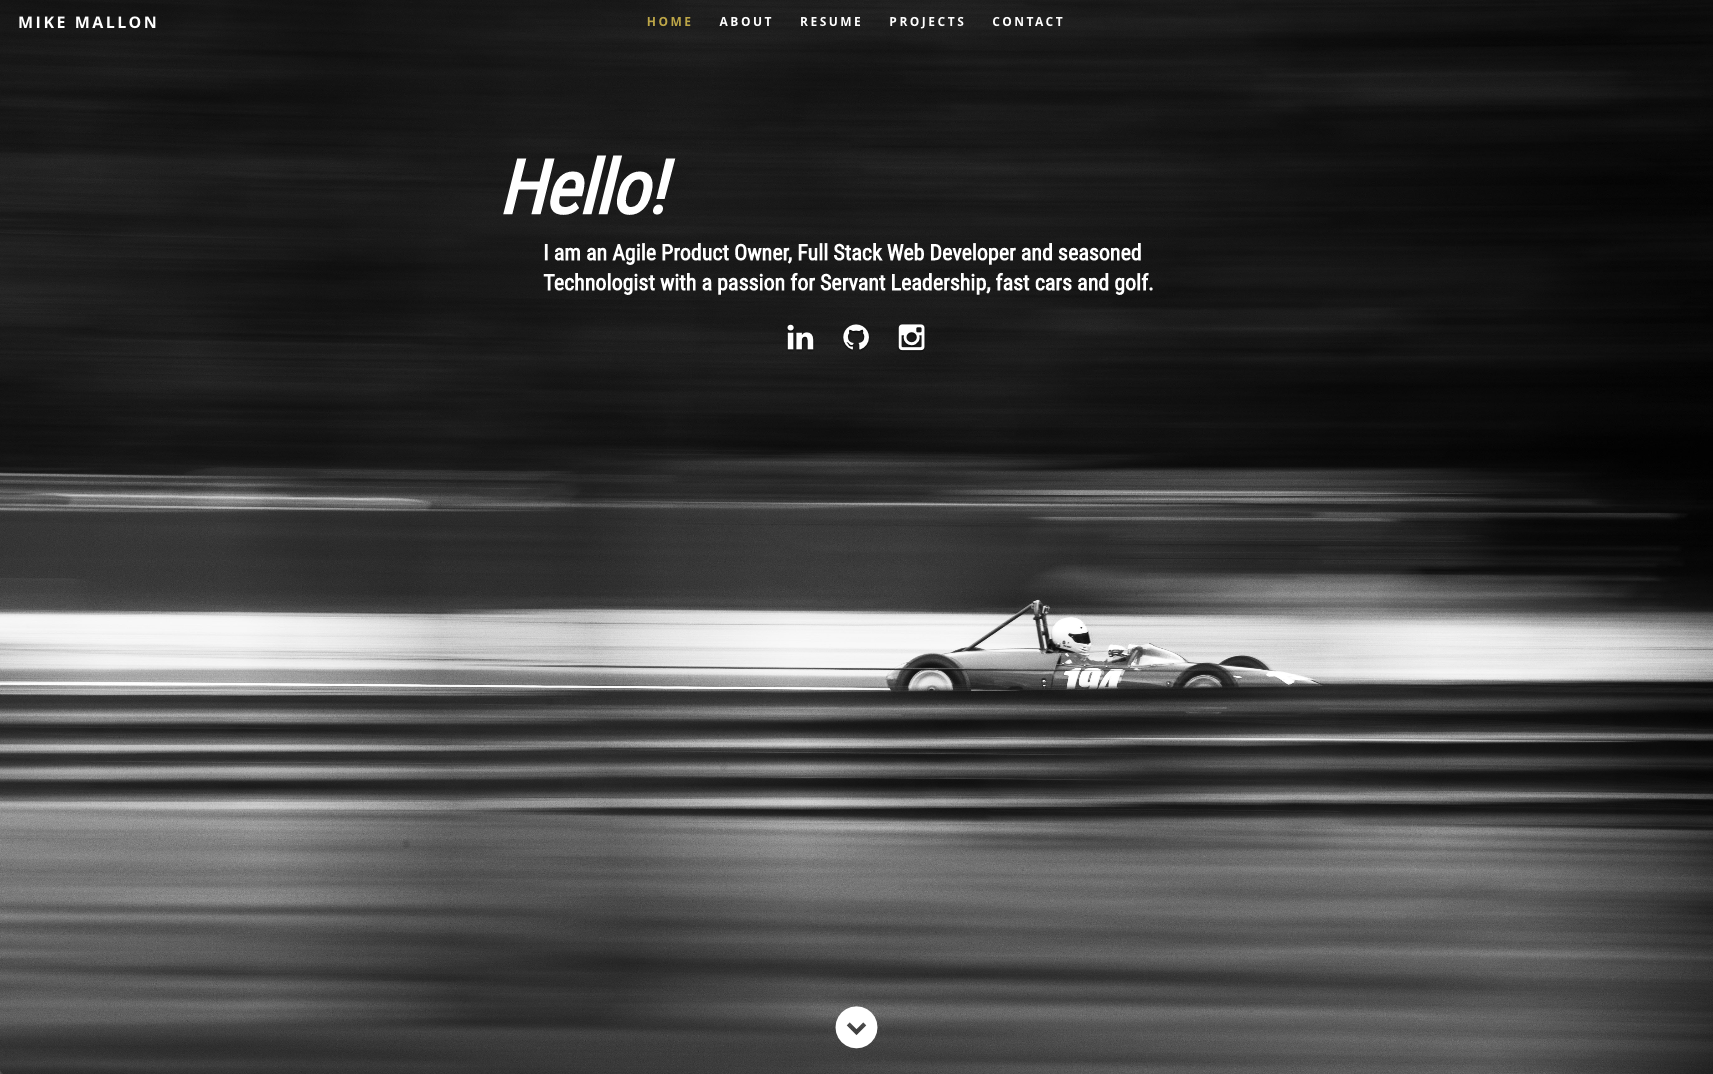 MIKE MALLON
HOME ABOUT RESUME PROJECTS CONTACT
Hello!
I am an Agile Product Owner, Full Stack Web Developer and seasoned
Technologist with a passion for Servant Leadership, fast cars and golf.
in
194